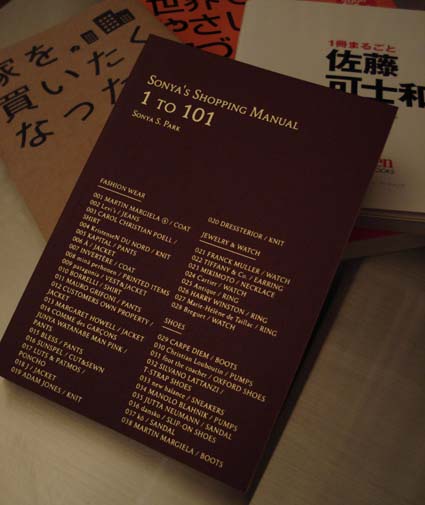 家を
買いたく
なった
世界で
やさしい
1冊まるごと
佐藤
可士和
SONYA'S SHOPPING MANUAL
1 TO 101
SONYA S. PARK
FASHION WEAR
001 MARTIN MARGIELA ④ / COAT
002 Levi's / JEANS
003 CAROL CHRISTIAN POELL /
SHIRT
004 Kristensen DU NORD / KNIT
005 KAPITAL / PANTS
006 A / JACKET
007 INVERTERE / COAT
008 minä perhonen / PRINTED ITEMS
009 patagonia / VEST&JACKET
010 BORRELLI / SHIRT
011 MAURO GRIFONI / PANTS
012 CUSTOMERS OWN PROPERTY /
JACKET
013 MARGARET HOWELL / JACKET
014 COMME des GARÇONS
JUNYA WATANABE MAN PINK /
PANTS
015 BLESS / PANTS
016 SUNSPEL / CUT&SEWN
017 LUTS & PATMOS /
PONCHO
/ JACKET
019 ADAM JONES / KNIT
020 DRESSTERIOR / KNIT
JEWELRY & WATCH
021 FRANCK MULLER / WATCH
022 TIFFANY & Co. / EARRING
023 MIKIMOTO / NECKLACE
024 Cartier / WATCH
025 Antique / RING
026 HARRY WINSTON / RING
027 Marie-Hélène de Taillac / RING
028 Breguet / WATCH
SHOES
029 CARPE DIEM / BOOTS
030 Christian Louboutin / PUMPS
031 foot the coacher / OXFORD SHOES
032 SILVANO LATTANZI /
T-STRAP SHOES
033 new balance / SNEAKERS
034 MANOLO BLAHNIK / PUMPS
035 JUTTA NEUMANN / SANDAL
036 dansko / SLIP-ON SHOES
037 / SANDAL
038 MARTIN MARGIELA / BOOTS